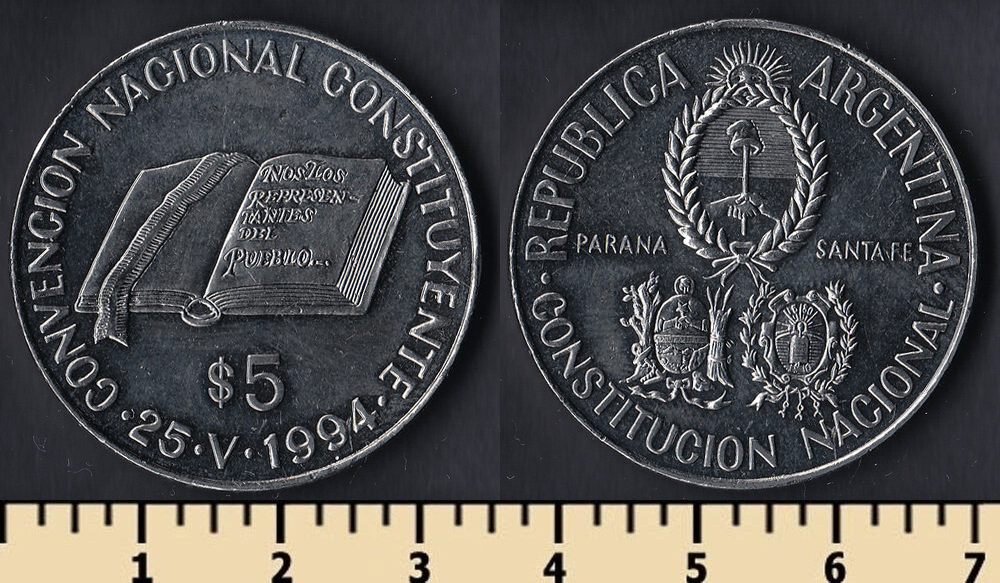 CONVENCION NACIONAL CONSTITUYENTE
NOS LOS
REPRESEN-
TANTES
DEL
PUEBLO...
$5
·25·V·1994·
REPUBLICA ARGENTINA
PARANA SANTA FE
·CONSTITUCION NACIONAL·
1 2 3 4 5 6 7